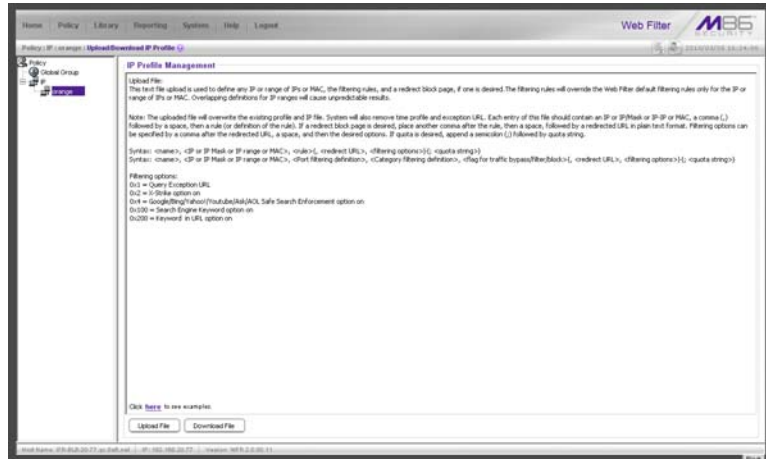 Home Policy Library Reporting System Help Logout
Web Filter
M86
SECURITY
Policy : IP : orange : Upload/Download IP Profile
Policy
Global Group
IP
orange
IP Profile Management
Upload File:
This text file upload is used to define any IP or range of IPs or MAC, the filtering rules, and a redirect block page, if one is desired.The filtering rules will override the Web Filter default filtering rules only for the IP or
range of IPs or MAC. Overlapping definitions for IP ranges will cause unpredictable results.
Note: The uploaded file will overwrite the existing profile and IP file. System will also remove time profile and exception URL. Each entry of this file should contain an IP or IP/Mask or IP-IP or MAC, a comma (,)
followed by a space, then a rule (or definition of the rule). If a redirect block page is desired, place another comma after the rule, then a space, followed by a redirected URL in plain text format. Filtering options can
be specified by a comma followed by the redirected URL, a space, and then the desired options. If quota is desired, append a semicolon (;) followed by quota string.
Syntax: <name>, <IP or IP Mask or IP range or MAC>, <rule>{, <redirect URL>, <filtering options>}{; <quota string>}
Syntax: <name>, <IP or IP Mask or IP range or MAC>, <Port filtering definition>, <Category filtering definition>, <flag for traffic bypass/filter/block>{, <redirect URL>, <filtering options>}{; <quota string>}
Filtering options:
0x1 = Query Exception URL
0x2 = X-Strike option on
0x4 = Google/Bing/Yahoo!/Youtube/Ask/AOL Safe Search Enforcement option on
0x100 = Search Engine Keyword option on
0x200 = Keyword in URL option on
Click here to see examples.
Upload File Download File